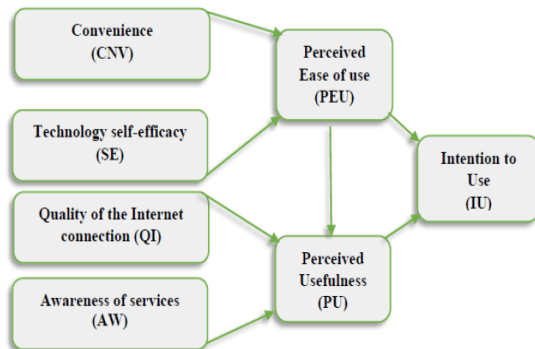 Convenience
(CNV)
Technology self-efficacy
(SE)
Quality of the Internet
connection (QI)
Awareness of services
(AW)
Perceived
Ease of use
(PEU)
Perceived
Usefulness
(PU)
Intention to
Use
(IU)